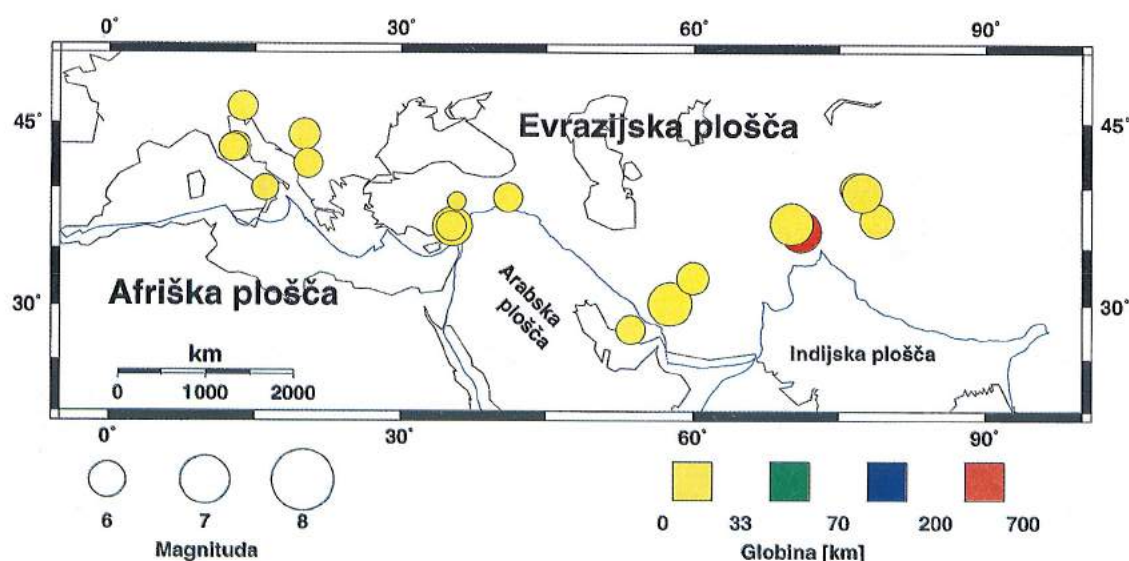 0° 30° 60° 90°
45° 45°
Evrazijska plošča
Afriška plošča
Arabska plošča
30° 30°
Indijska plošča
km
0 1000 2000
0° 30° 60° 90°
6 7 8
Magnituda
0 33 70 200 700
Globina [km]